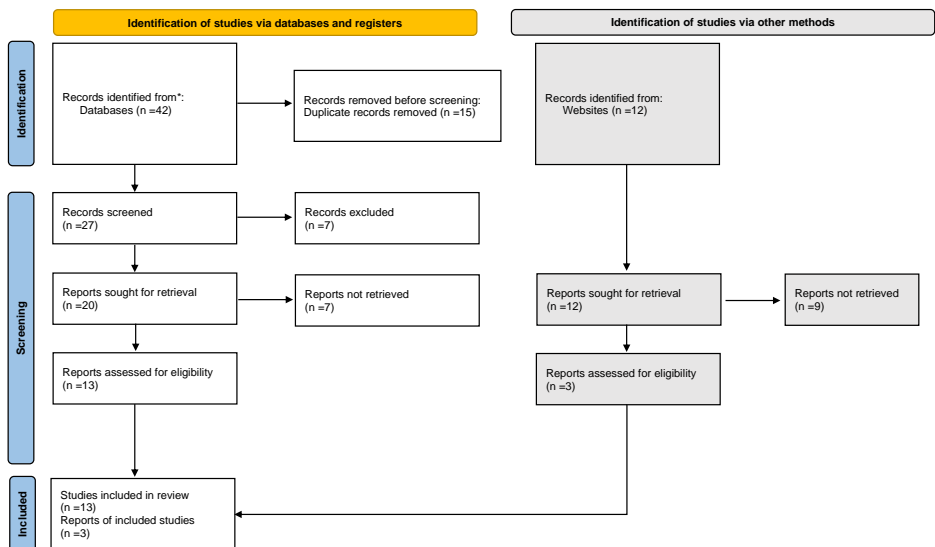 Identification of studies via databases and registers
Identification of studies via other methods
Identification
Records identified from*:
Databases (n =42)
Records removed before screening:
Duplicate records removed (n =15)
Records identified from:
Websites (n =12)
Screening
Records screened
(n =27)
Records excluded
(n =7)
Reports sought for retrieval
(n =20)
Reports not retrieved
(n =7)
Reports sought for retrieval
(n =12)
Reports not retrieved
(n =9)
Reports assessed for eligibility
(n =13)
Reports assessed for eligibility
(n =3)
Included
Studies included in review
(n =13)
Reports of included studies
(n =3)